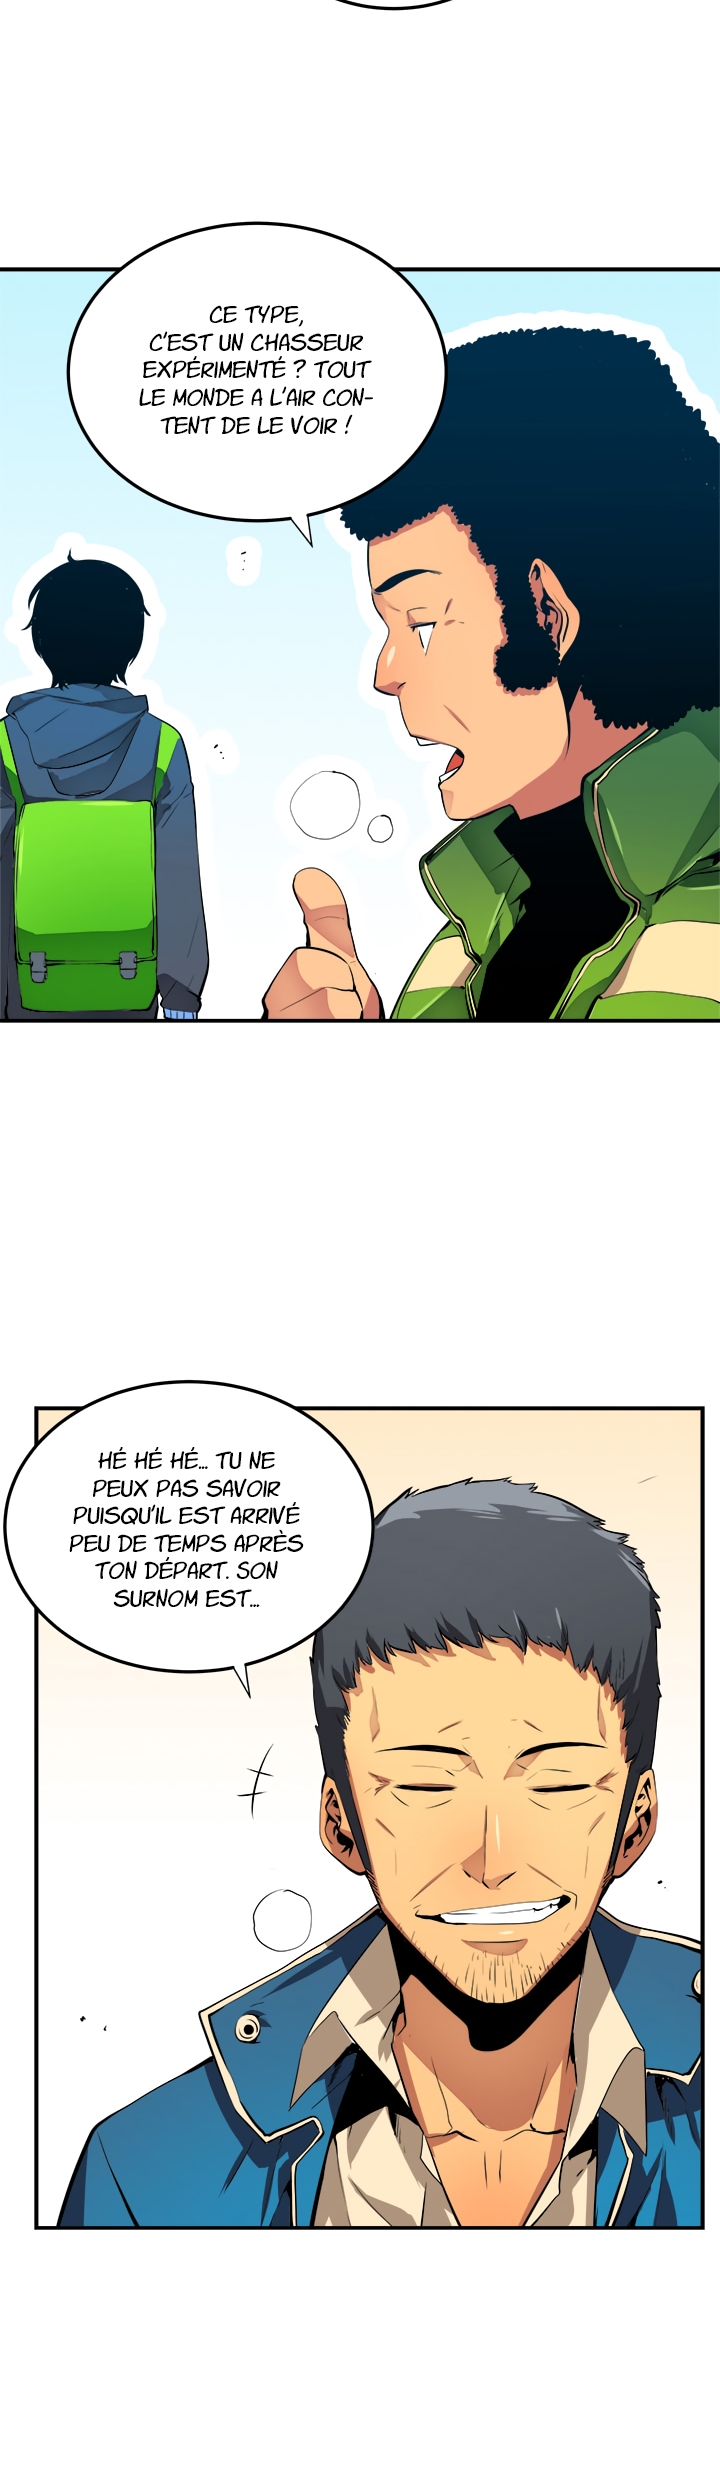 CE TYPE,
C'EST UN CHASSEUR
EXPÉRIMENTÉ ? TOUT
LE MONDE A L'AIR CON-
TENT DE LE VOIR !
HÉ HÉ HÉ... TU NE
PEUX PAS SAVOIR
PUISQU'IL EST ARRIVÉ
PEU DE TEMPS APRÈS
TON DÉPART. SON
SURNOM EST...